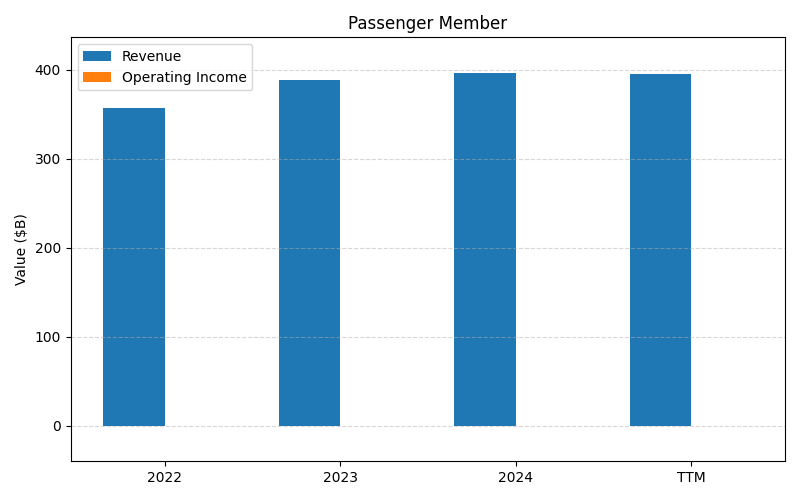 Passenger Member
Revenue
Operating Income
Value ($B)
400
300
200
100
0
2022
2023
2024
TTM